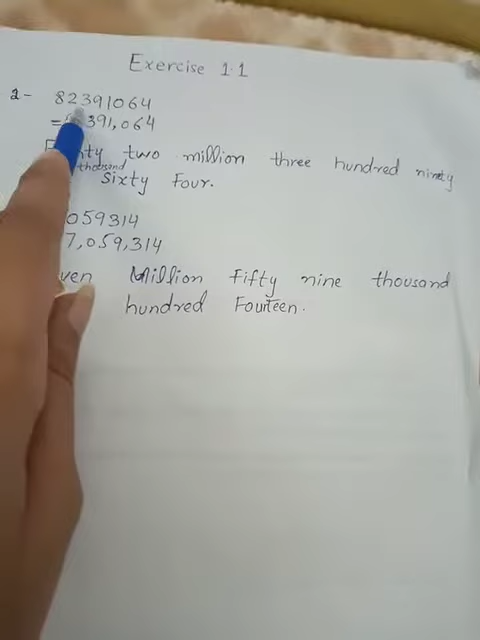 Exercise 1.1
2- 82391064
= 391,064
two million three hundred ninety
thousand
Sixty Four.
059314
7,059,314
Million Fifty nine thousand
hundred Fourteen.